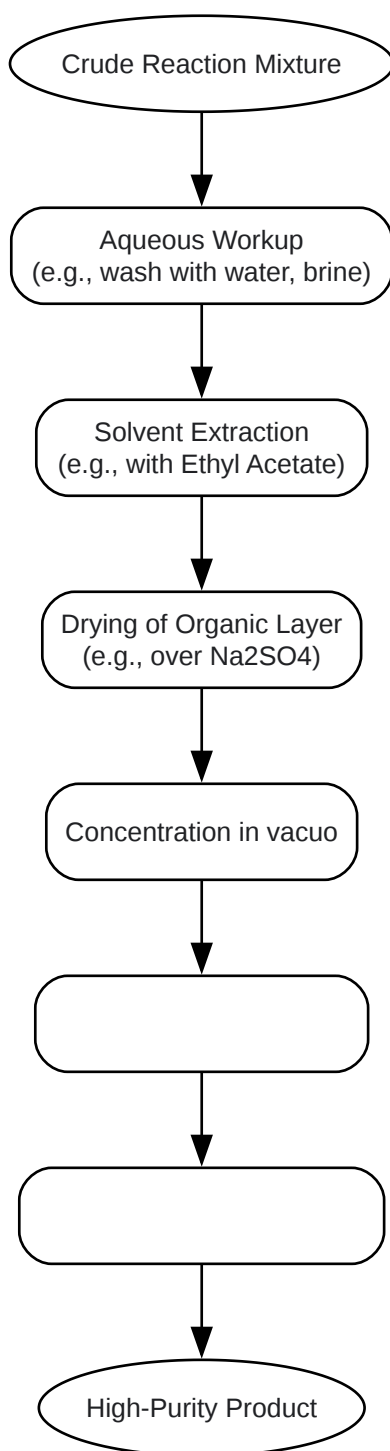 Crude Reaction Mixture
Aqueous Workup
(e.g., wash with water, brine)
Solvent Extraction
(e.g., with Ethyl Acetate)
Drying of Organic Layer
(e.g., over Na2SO4)
Concentration in vacuo
High-Purity Product